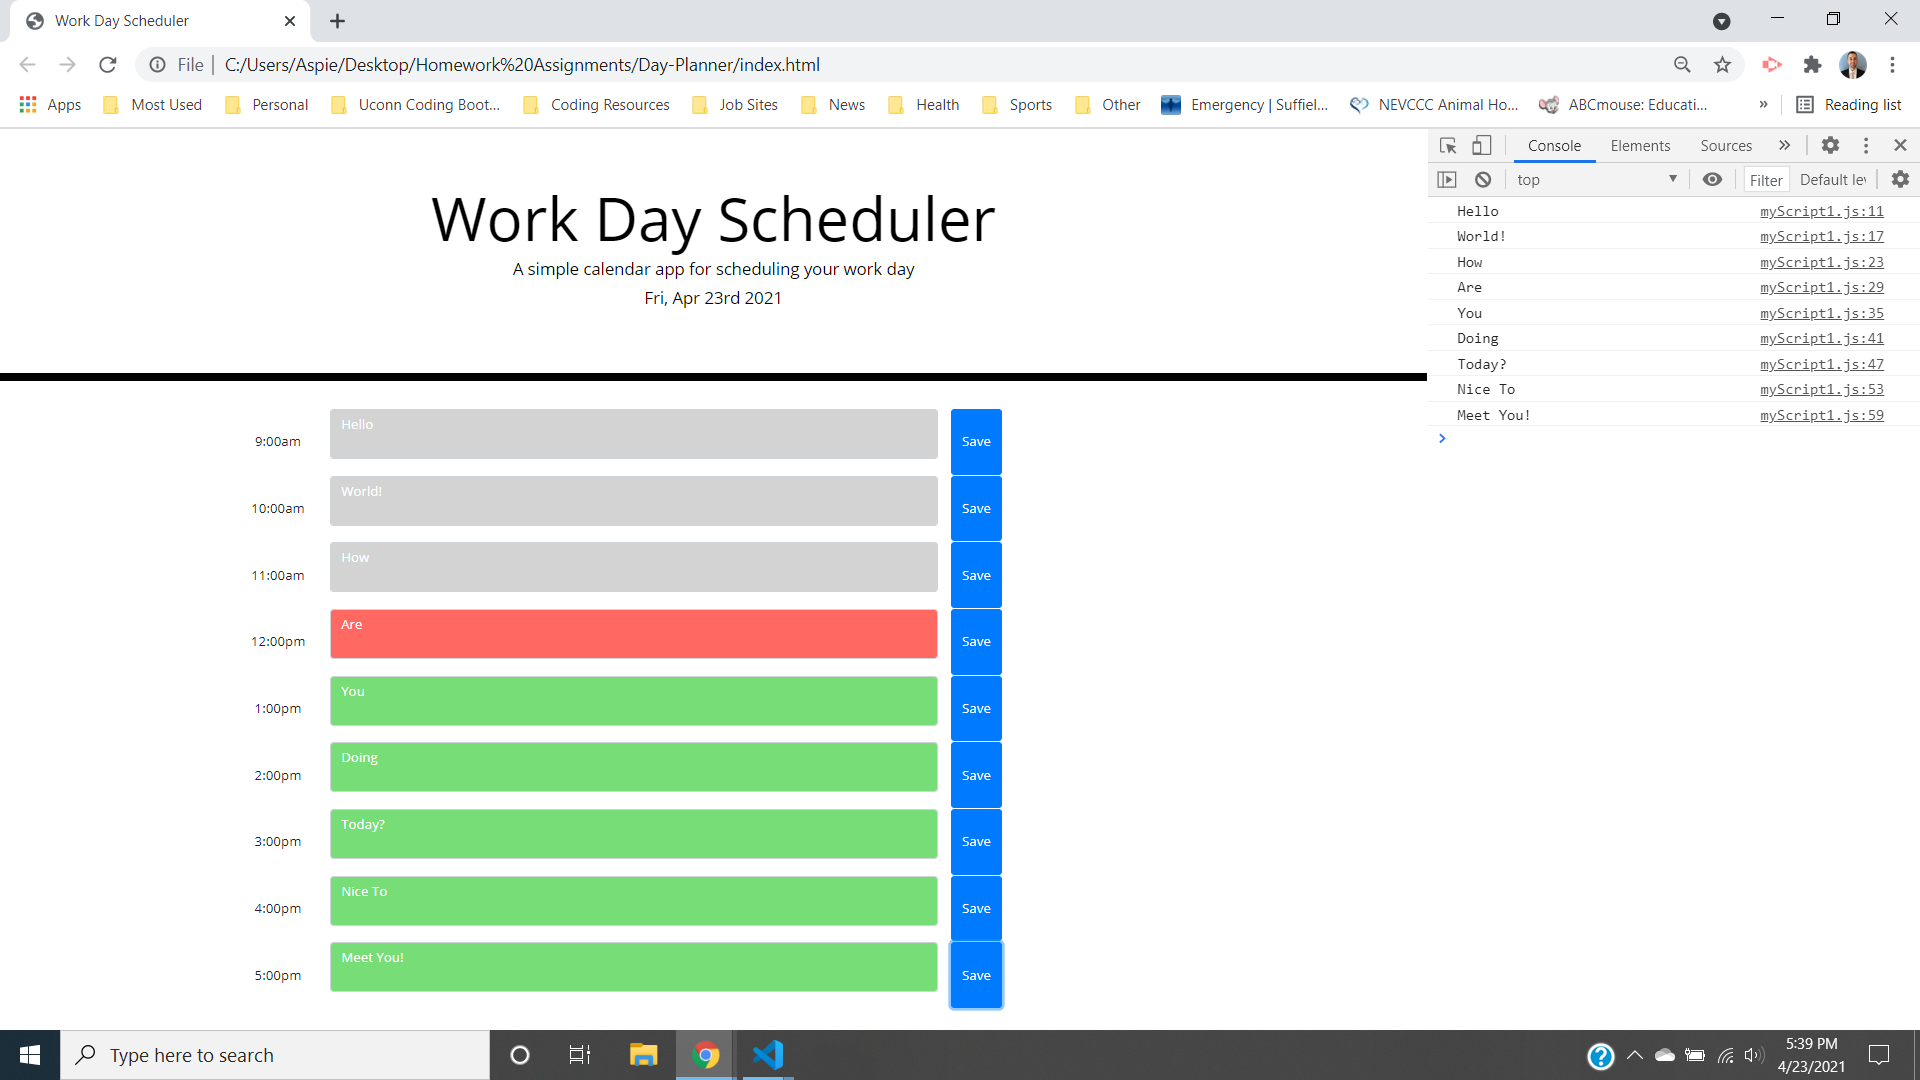 Work Day Scheduler
File | C:/Users/Aspie/Desktop/Homework%20Assignments/Day-Planner/index.html
Apps Most Used Personal Uconn Coding Boot... Coding Resources Job Sites News Health Sports Other Emergency | Suffiel... NEVCCC Animal Ho... ABCmouse: Educati... » Reading list
Work Day Scheduler
A simple calendar app for scheduling your work day
Fri, Apr 23rd 2021
9:00am Hello Save
10:00am World! Save
11:00am How Save
12:00pm Are Save
1:00pm You Save
2:00pm Doing Save
3:00pm Today? Save
4:00pm Nice To Save
5:00pm Meet You! Save
Console Elements Sources »
top Filter Default lev
Hello myScript1.js:11
World! myScript1.js:17
How myScript1.js:23
Are myScript1.js:29
You myScript1.js:35
Doing myScript1.js:41
Today? myScript1.js:47
Nice To myScript1.js:53
Meet You! myScript1.js:59
Type here to search
5:39 PM
4/23/2021